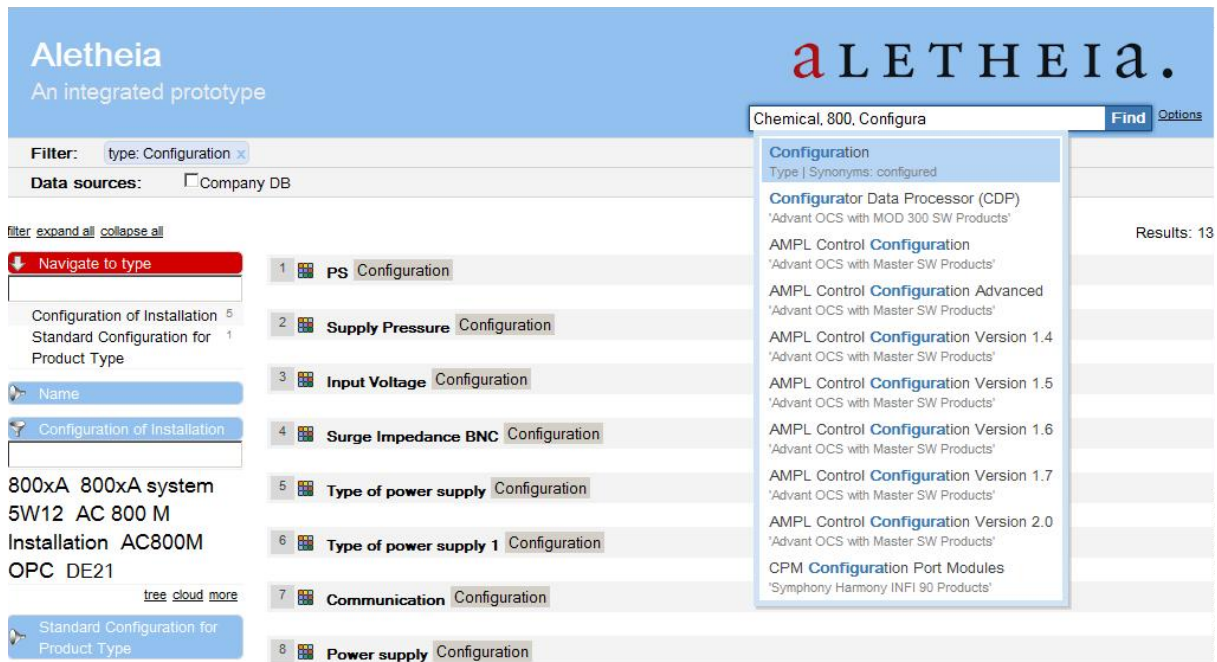 Aletheia
An integrated prototype
aLETHEIa.
Chemical, 800, Configura
Find
Options
Filter: type: Configuration x
Data sources: Company DB
Configuration
Type | Synonyms: configured
Configurator Data Processor (CDP)
'Advant OCS with MOD 300 SW Products'
AMPL Control Configuration
'Advant OCS with Master SW Products'
AMPL Control Configuration Advanced
'Advant OCS with Master SW Products'
AMPL Control Configuration Version 1.4
'Advant OCS with Master SW Products'
AMPL Control Configuration Version 1.5
'Advant OCS with Master SW Products'
AMPL Control Configuration Version 1.6
'Advant OCS with Master SW Products'
AMPL Control Configuration Version 1.7
'Advant OCS with Master SW Products'
AMPL Control Configuration Version 2.0
'Advant OCS with Master SW Products'
CPM Configuration Port Modules
'Symphony Harmony INFI 90 Products'
filter expand all collapse all
Results: 13
Navigate to type
Configuration of Installation 5
Standard Configuration for 1
Product Type
Name
Configuration of Installation
800xA 800xA system
5W12 AC 800 M
Installation AC800M
OPC DE21
tree cloud more
Standard Configuration for
Product Type
1 PS Configuration
2 Supply Pressure Configuration
3 Input Voltage Configuration
4 Surge Impedance BNC Configuration
5 Type of power supply Configuration
6 Type of power supply 1 Configuration
7 Communication Configuration
8 Power supply Configuration